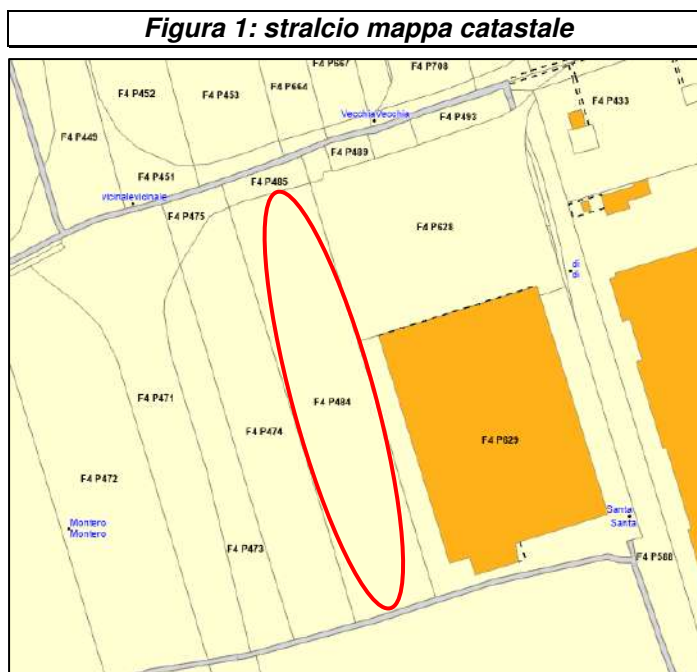 Figura 1: stralcio mappa catastale
F4 P667
F4 P708
F4 P452
F4 P453
F4 P664
F4 P433
VecchiaVecchia
F4 P493
F4 P449
F4 P489
F4 P451
F4 P485
vicinalevicinale
F4 P475
F4 P628
di
di
F4 P471
F4 P484
F4 P474
F4 P629
F4 P472
Santa
Santa
Montero
Montero
F4 P473
F4 P588